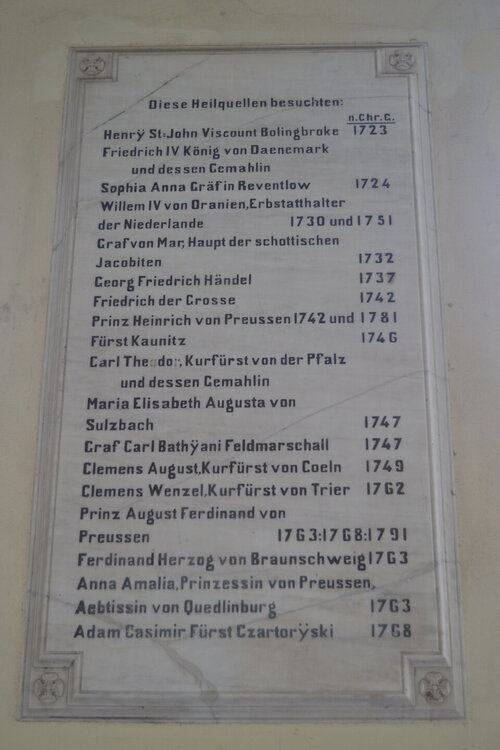 Diese Heilquellen besuchten:
n.Chr.G.
Henrÿ St:John Viscount Bolingbroke 1723
Friedrich IV König von Daenemark
und dessen Gemahlin
Sophia Anna Gräfin Reventlow 1724
Willem IV von Oranien,Erbstatthalter
der Niederlande 1730 und 1751
Graf von Mar, Haupt der schottischen
Jacobiten 1732
Georg Friedrich Händel 1737
Friedrich der Grosse 1742
Prinz Heinrich von Preussen 1742 und 1781
Fürst Kaunitz 1746
Carl Theodor, Kurfürst von der Pfalz
und dessen Gemahlin
Maria Elisabeth Augusta von
Sulzbach 1747
Graf Carl Bathÿani Feldmarschall 1747
Clemens August,Kurfürst von Coeln 1749
Clemens Wenzel,Kurfürst von Trier 1762
Prinz August Ferdinand von
Preussen 1763:1768:1791
Ferdinand Herzog von Braunschweig 1763
Anna Amalia,Prinzessin von Preussen,
Aebtissin von Quedlinburg 1763
Adam Casimir Fürst Czartorÿski 1768